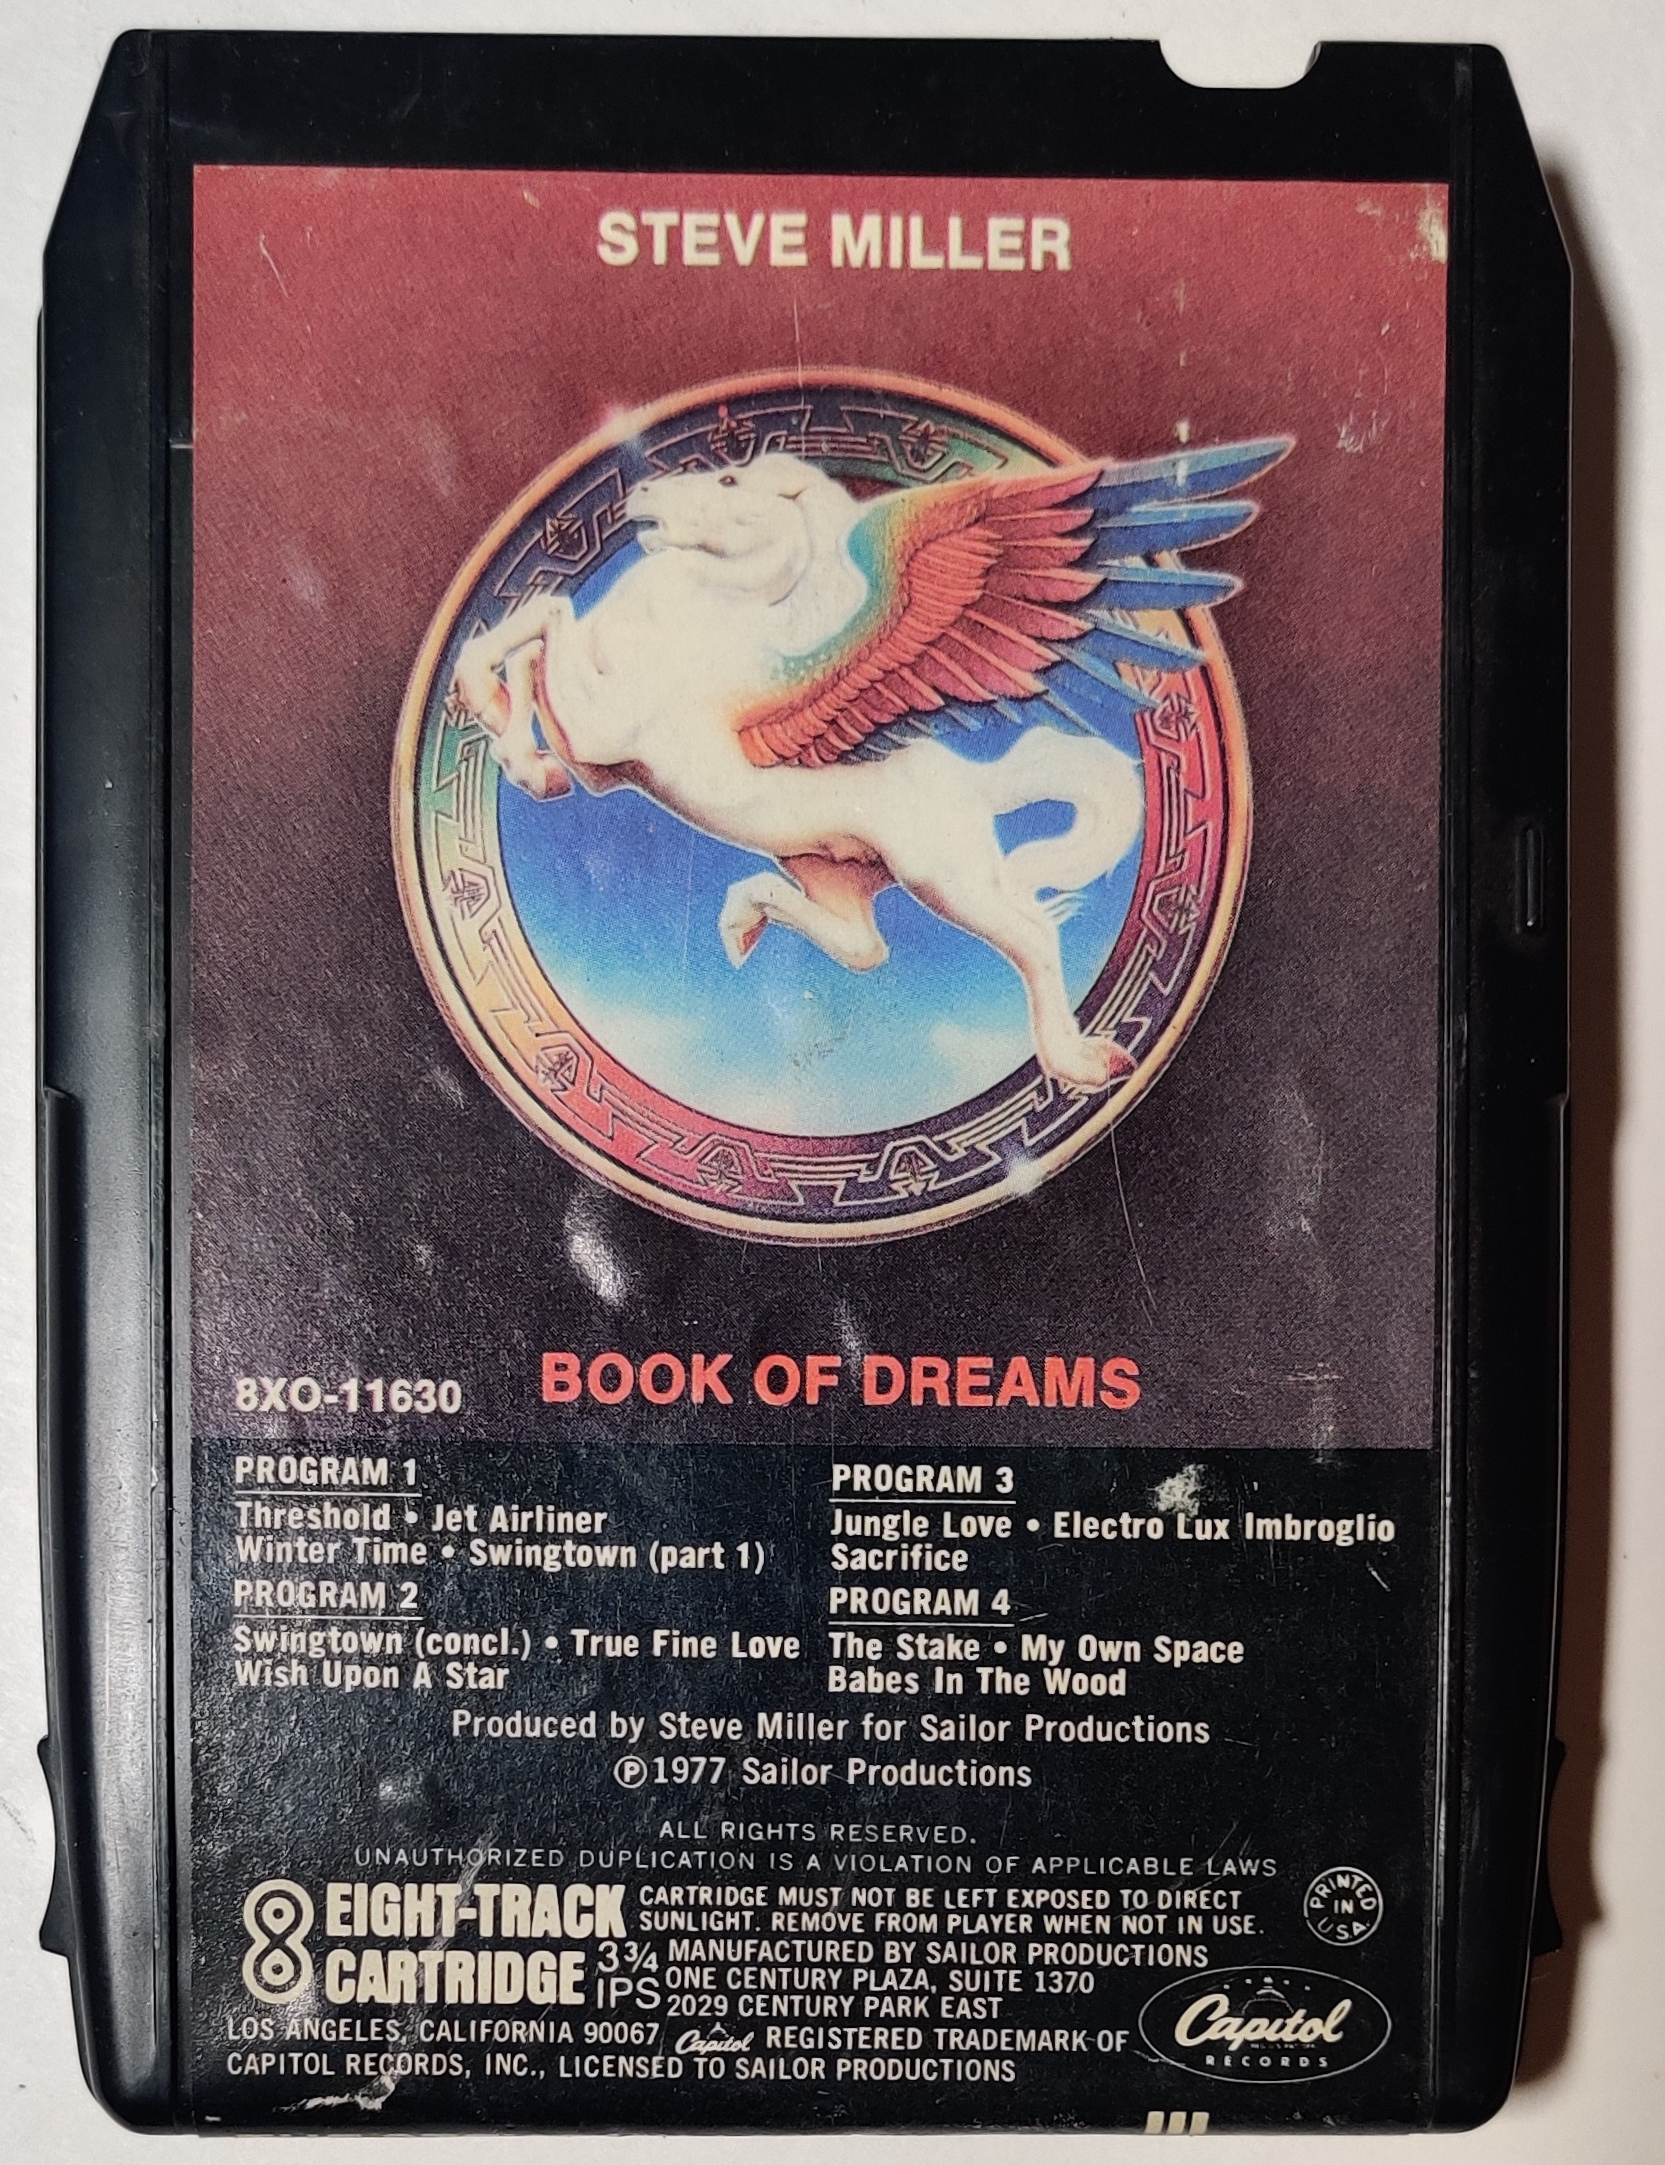 STEVE MILLER
8XO-11630
BOOK OF DREAMS
PROGRAM 1
Threshold • Jet Airliner
Winter Time • Swingtown (part 1)
PROGRAM 2
Swingtown (concl.) • True Fine Love
Wish Upon A Star
PROGRAM 3
Jungle Love • Electro Lux Imbroglio
Sacrifice
PROGRAM 4
The Stake • My Own Space
Babes In The Wood
Produced by Steve Miller for Sailor Productions
℗1977 Sailor Productions
ALL RIGHTS RESERVED.
UNAUTHORIZED DUPLICATION IS A VIOLATION OF APPLICABLE LAWS
8 EIGHT-TRACK
CARTRIDGE
3¾
IPS
CARTRIDGE MUST NOT BE LEFT EXPOSED TO DIRECT
SUNLIGHT. REMOVE FROM PLAYER WHEN NOT IN USE.
MANUFACTURED BY SAILOR PRODUCTIONS
ONE CENTURY PLAZA, SUITE 1370
2029 CENTURY PARK EAST
LOS ANGELES, CALIFORNIA 90067 Capitol REGISTERED TRADEMARK OF
CAPITOL RECORDS, INC., LICENSED TO SAILOR PRODUCTIONS
PRINTED
IN
U.S.A.
Capitol
RECORDS